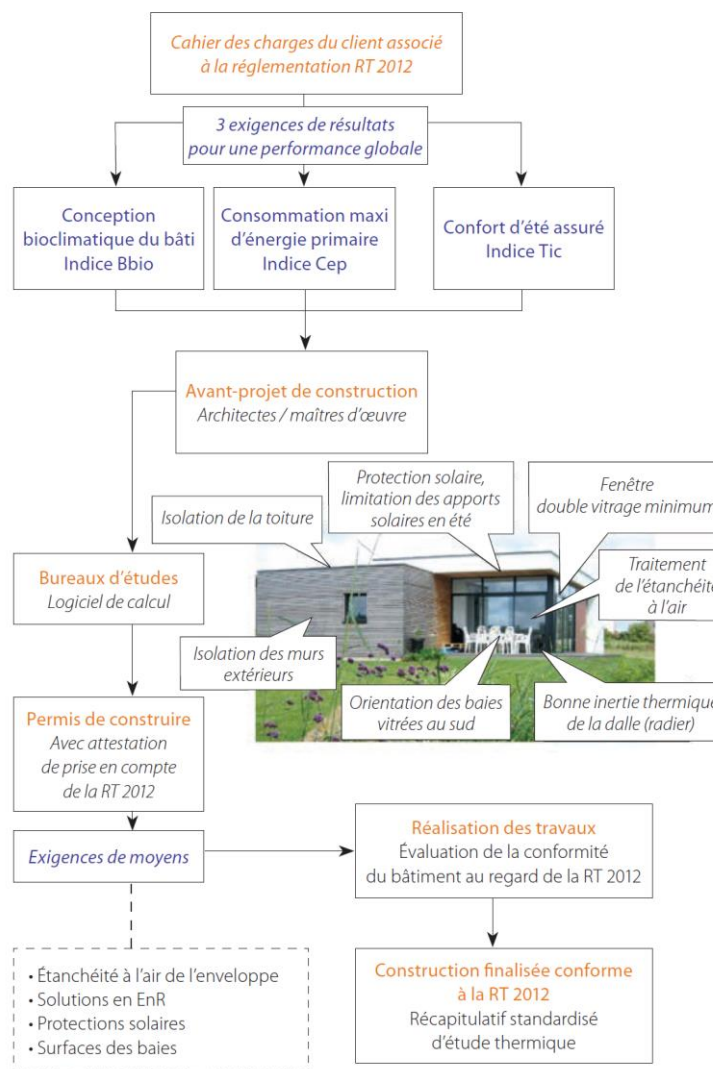 Cahier des charges du client associé
à la réglementation RT 2012
3 exigences de résultats
pour une performance globale
Conception
bioclimatique du bâti
Indice Bbio
Consommation maxi
d'énergie primaire
Indice Cep
Confort d'été assuré
Indice Tic
Avant-projet de construction
Architectes / maîtres d'œuvre
Protection solaire,
limitation des apports
solaires en été
Fenêtre
double vitrage minimum
Isolation de la toiture
Traitement
de l'étanchéité
à l'air
Bureaux d'études
Logiciel de calcul
Isolation des murs
extérieurs
Orientation des baies
vitrées au sud
Bonne inertie thermique
de la dalle (radier)
Permis de construire
Avec attestation
de prise en compte
de la RT 2012
Exigences de moyens
Réalisation des travaux
Évaluation de la conformité
du bâtiment au regard de la RT 2012
• Étanchéité à l'air de l'enveloppe
• Solutions en EnR
• Protections solaires
• Surfaces des baies
Construction finalisée conforme
à la RT 2012
Récapitulatif standardisé
d'étude thermique